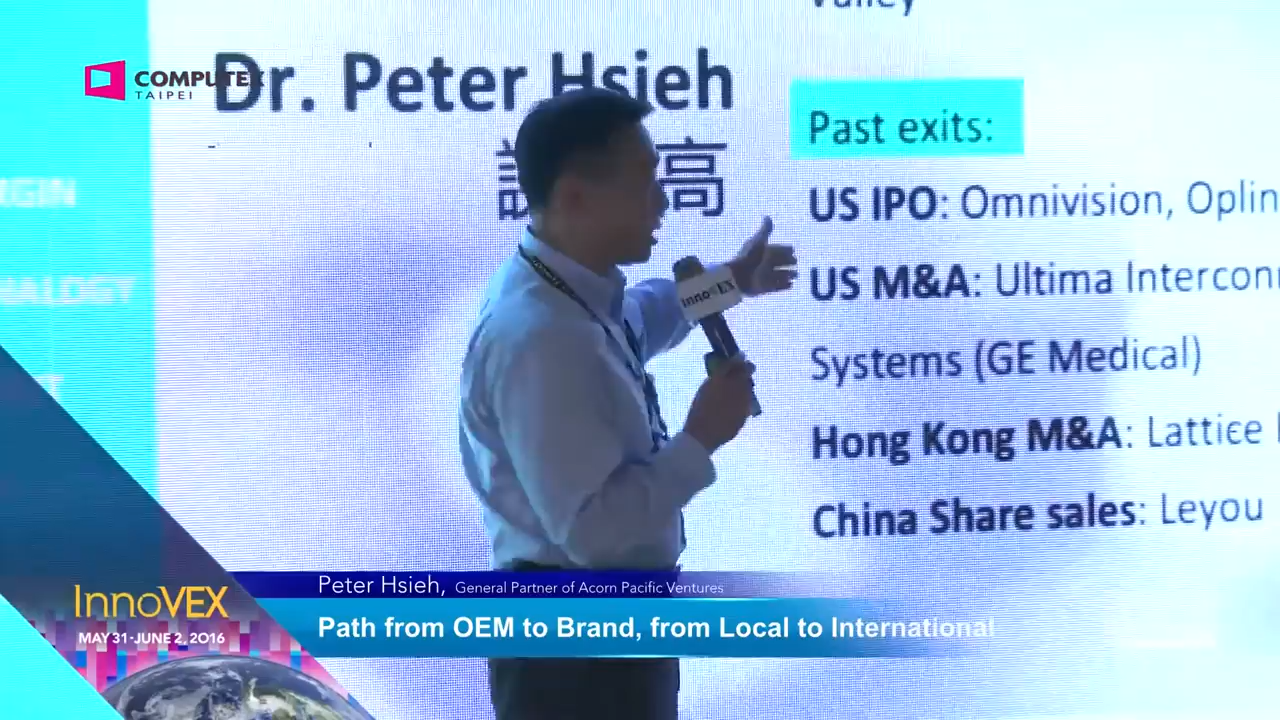 Valley
COMPUTEX
TAIPEI
Dr. Peter Hsieh
高
Past exits:
US IPO: Omnivision, Oplin
US M&A: Ultima Interconn
Systems (GE Medical)
Hong Kong M&A: Lattice
China Share sales: Leyou
InnoVEX
Peter Hsieh, General Partner of Acorn Pacific Ventures
InnoVEX
MAY 31-JUNE 2, 2016
Path from OEM to Brand, from Local to International